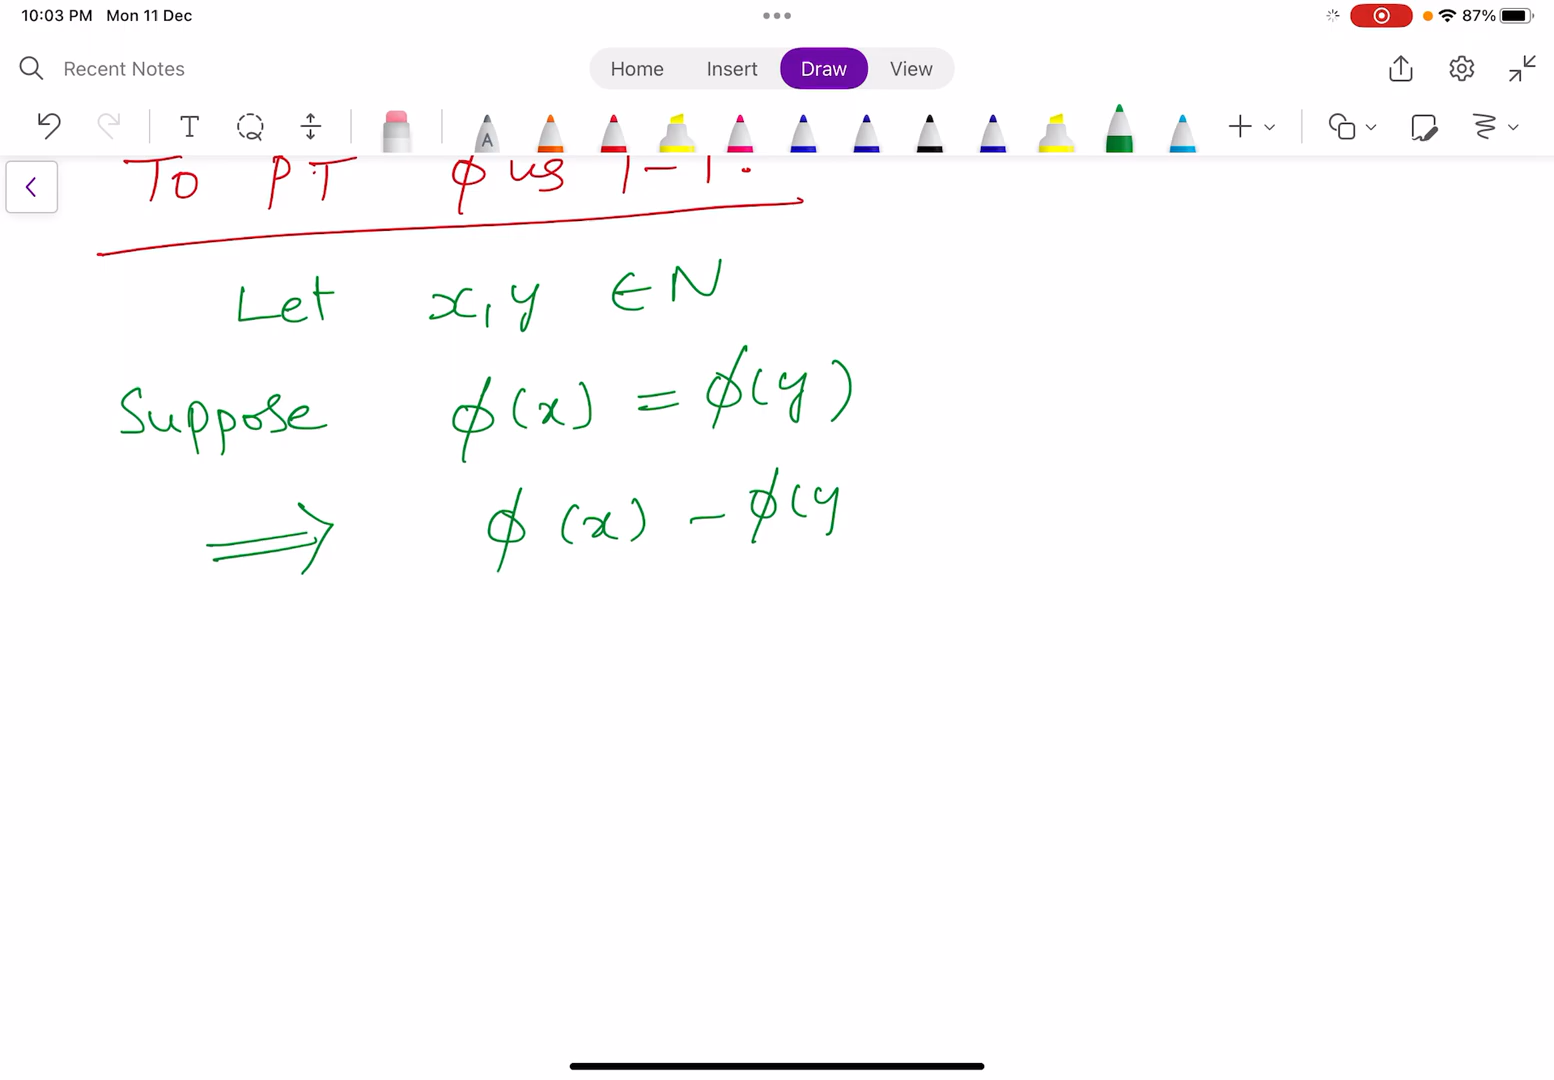 10:03 PM Mon 11 Dec
87%
Recent Notes
Home Insert Draw View
T
A
To PT ϕ is 1-1.
Let x, y ∈ N
Suppose ϕ(x) = ϕ(y)
⟹ ϕ(x) - ϕ(y